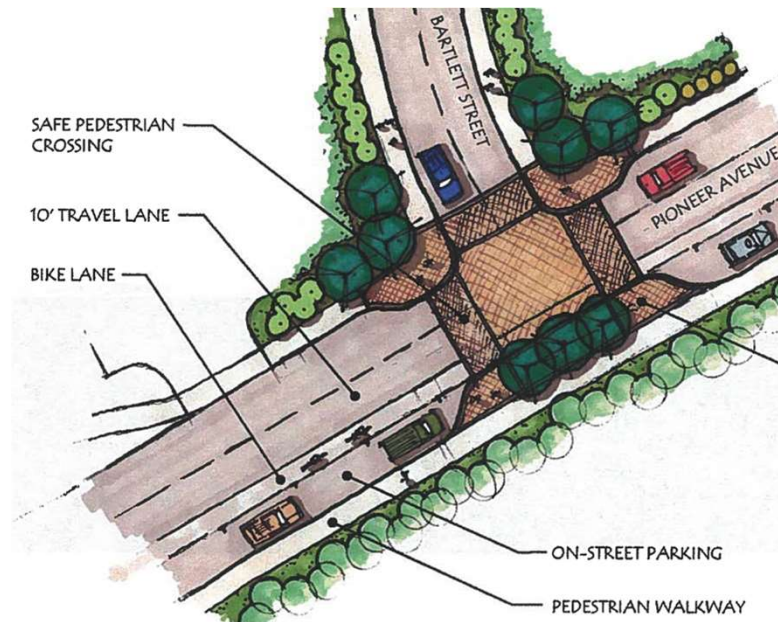 BARTLETT STREET
SAFE PEDESTRIAN
CROSSING
10' TRAVEL LANE
PIONEER AVENUE
BIKE LANE
ON-STREET PARKING
PEDESTRIAN WALKWAY